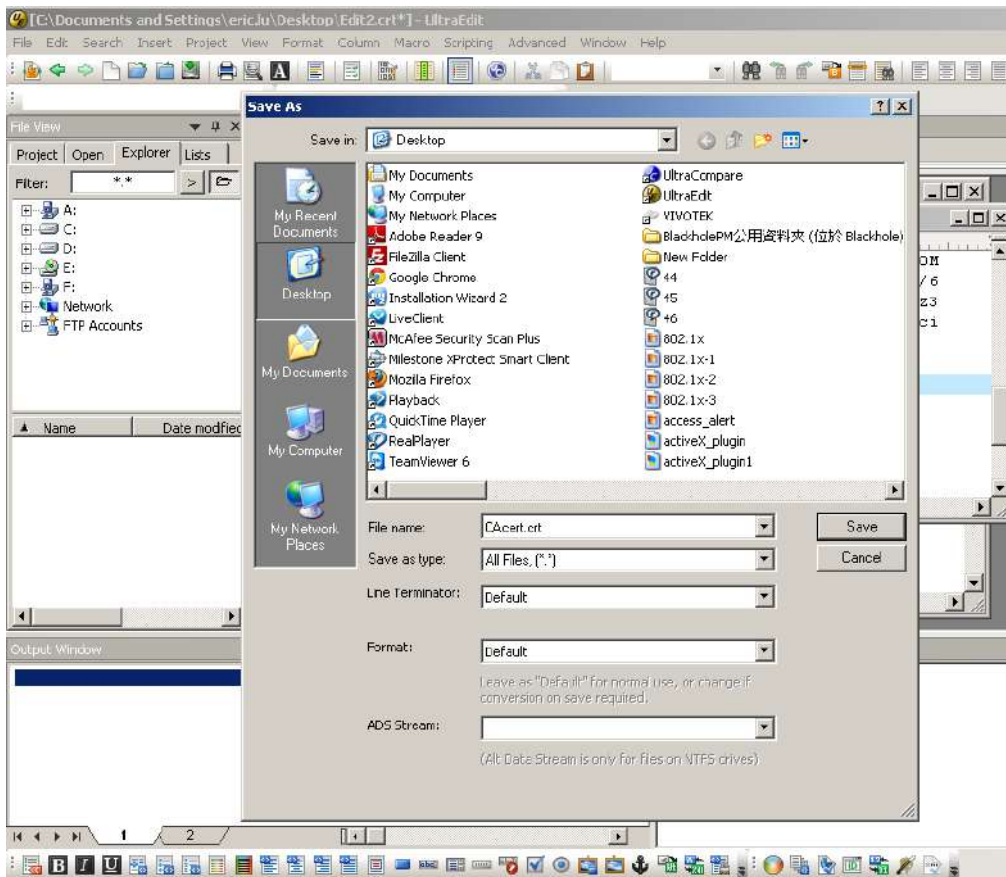 [C:\Documents and Settings\eric.lu\Desktop\Edit2.crt*] - UltraEdit
File Edit Search Insert Project View Format Column Macro Scripting Advanced Window Help
Save As
File View
Save in: Desktop
Project Open Explorer Lists
Filter: *.* >
A:
C:
D:
E:
F:
Network
FTP Accounts
Name Date modified
My Recent Documents
Desktop
My Documents
My Computer
My Network Places
My Documents
My Computer
My Network Places
Adobe Reader 9
FileZilla Client
Google Chrome
Installation Wizard 2
LiveClient
McAfee Security Scan Plus
Milestone XProtect Smart Client
Mozilla Firefox
Playback
QuickTime Player
RealPlayer
TeamViewer 6
UltraCompare
UltraEdit
VIVOTEK
BlackholePM公用資料夾 (位於 Blackhole)
New Folder
44
45
46
802.1x
802.1x-1
802.1x-2
802.1x-3
access_alert
activeX_plugin
activeX_plugin1
OM
/6
z3
ci
File name: CAcert.crt Save
Save as type: All Files, (*.*) Cancel
Line Terminator: Default
Format: Default
Leave as "Default" for normal use, or change if
conversion on save required.
ADS Stream:
(Alt Data Stream is only for files on NTFS drives)
Output Window
1 2
B I U